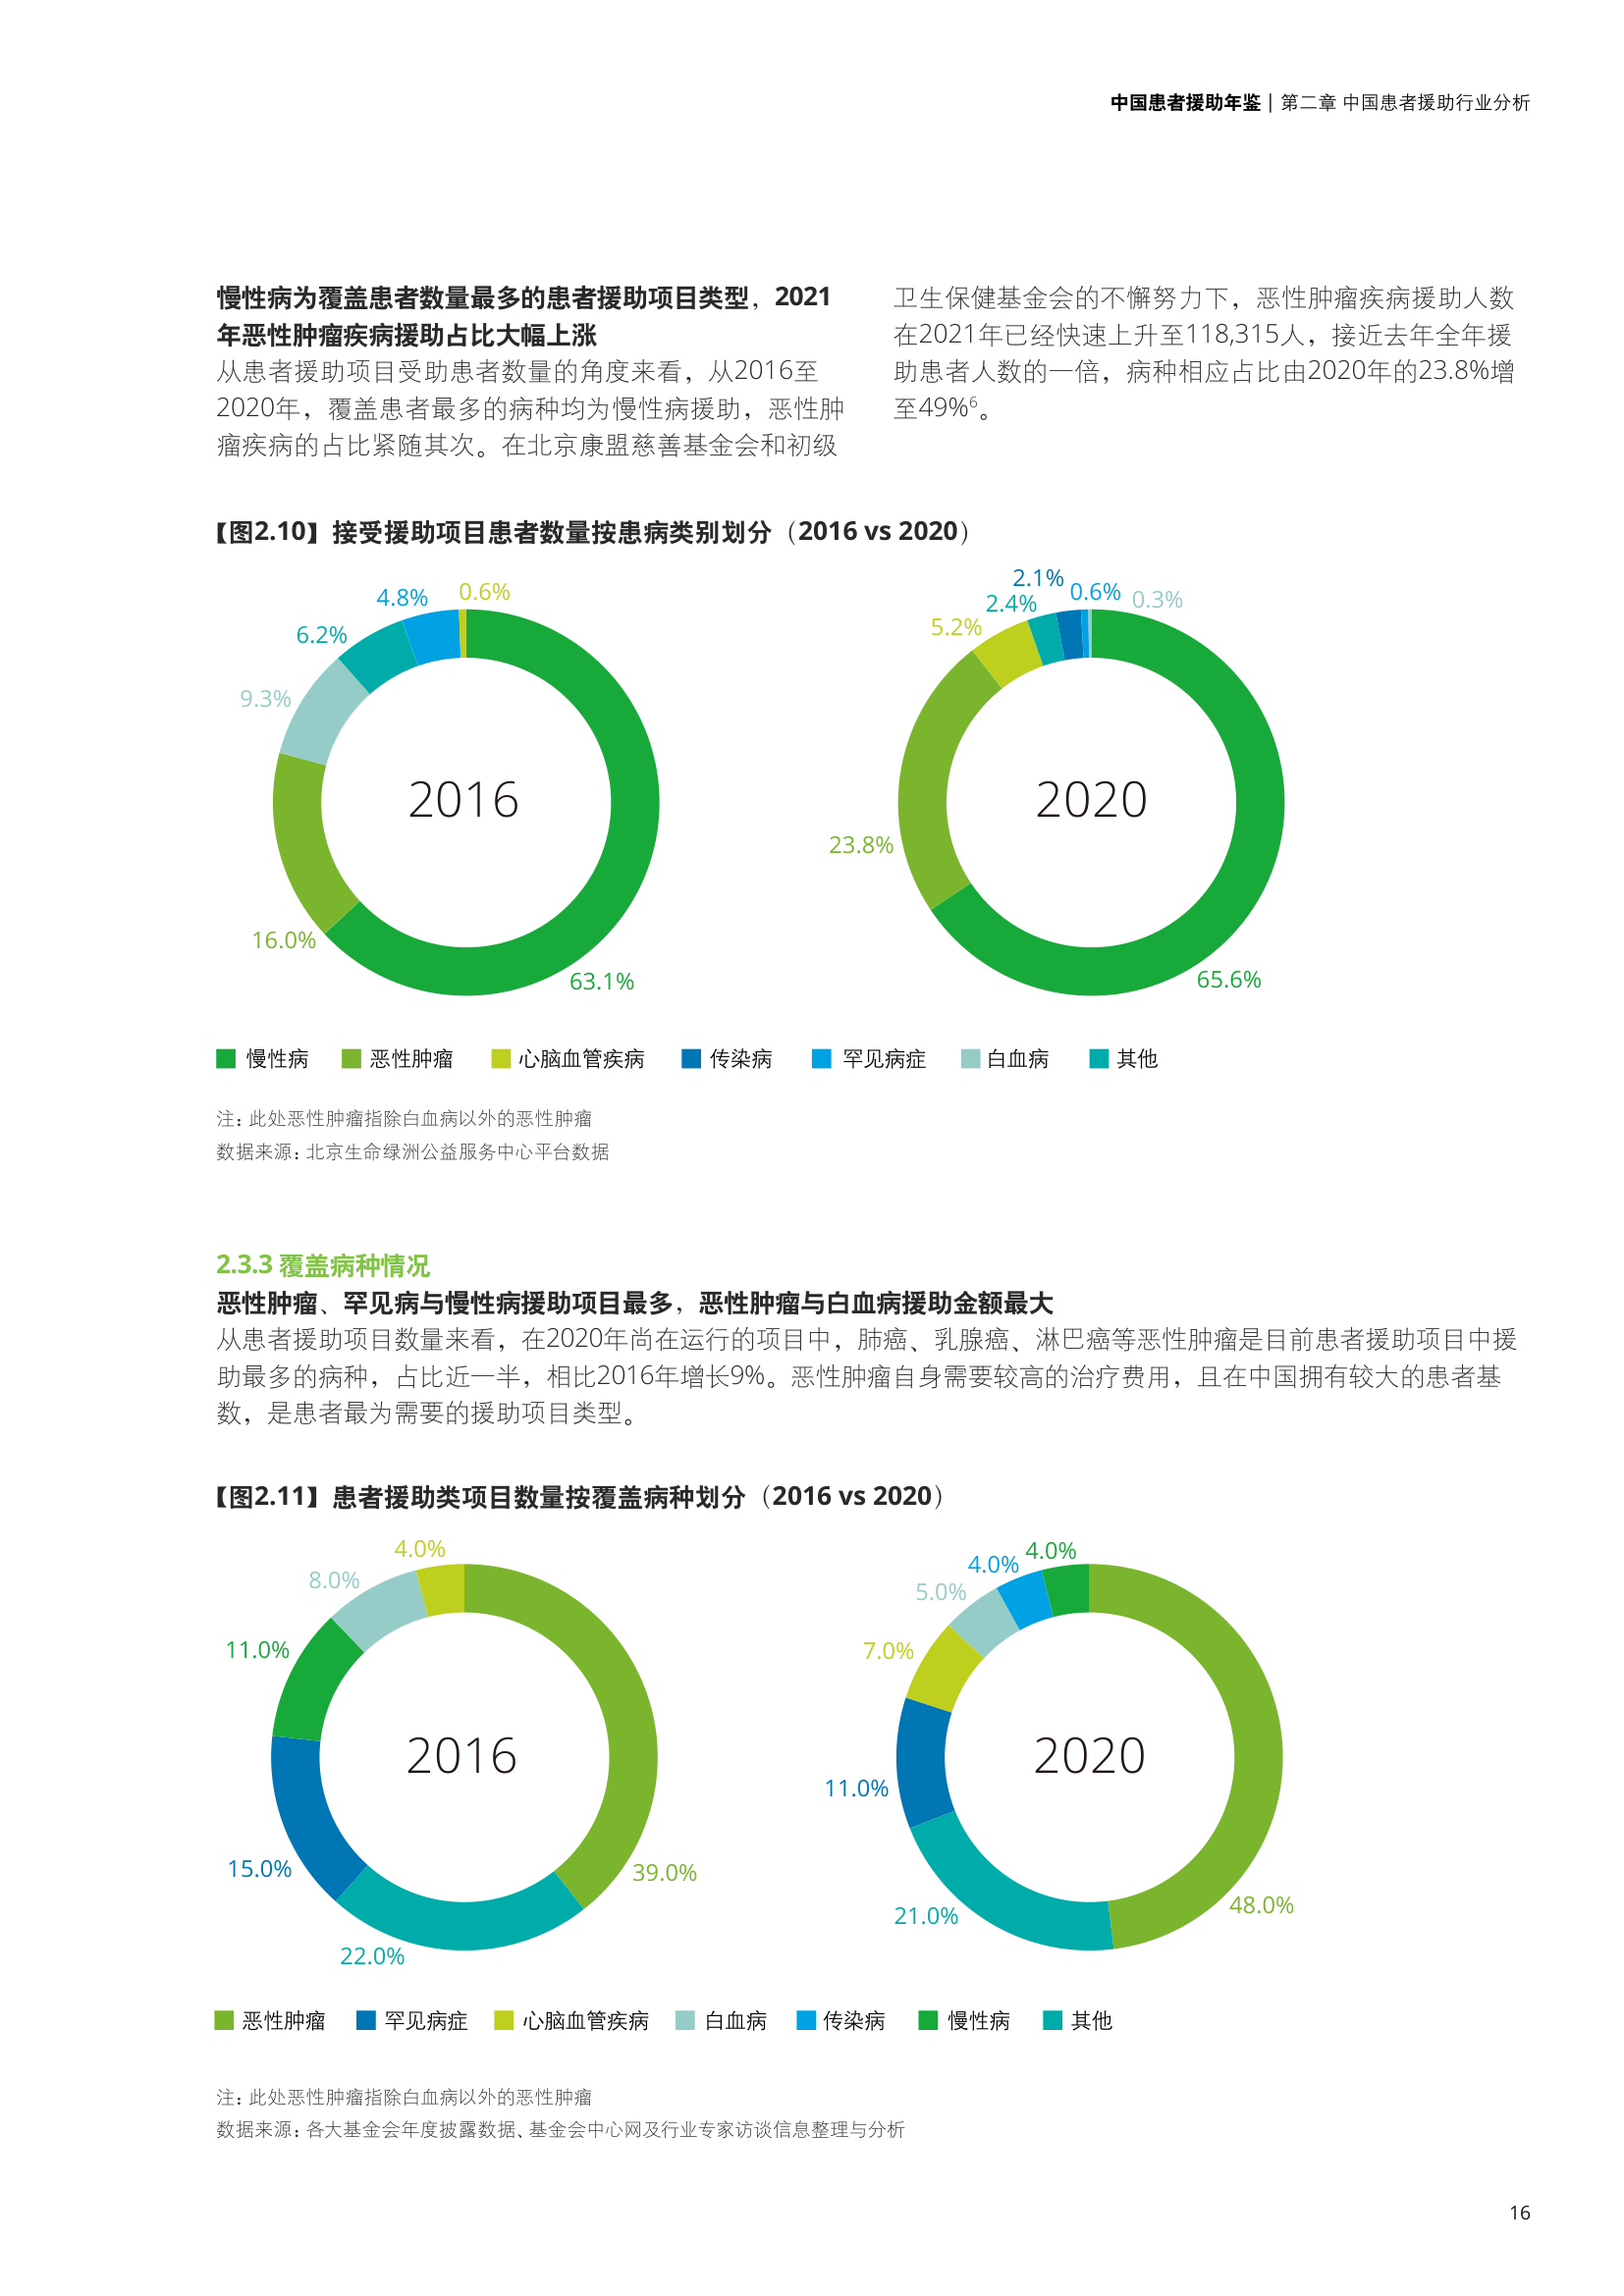 中国患者援助年鉴 | 第二章 中国患者援助行业分析
慢性病为覆盖患者数量最多的患者援助项目类型，2021
年恶性肿瘤疾病援助占比大幅上涨
从患者援助项目受助患者数量的角度来看，从2016至
2020年，覆盖患者最多的病种均为慢性病援助，恶性肿
瘤疾病的占比紧随其次。在北京康盟慈善基金会和初级
卫生保健基金会的不懈努力下，恶性肿瘤疾病援助人数
在2021年已经快速上升至118,315人，接近去年全年援
助患者人数的一倍，病种相应占比由2020年的23.8%增
至49%⁶。
【图2.10】接受援助项目患者数量按患病类别划分（2016 vs 2020）
4.8%
0.6%
6.2%
9.3%
2016
16.0%
63.1%
2.1%
0.6%
0.3%
2.4%
5.2%
2020
23.8%
65.6%
慢性病 恶性肿瘤 心脑血管疾病 传染病 罕见病症 白血病 其他
注：此处恶性肿瘤指除白血病以外的恶性肿瘤
数据来源：北京生命绿洲公益服务中心平台数据
2.3.3 覆盖病种情况
恶性肿瘤、罕见病与慢性病援助项目最多，恶性肿瘤与白血病援助金额最大
从患者援助项目数量来看，在2020年尚在运行的项目中，肺癌、乳腺癌、淋巴癌等恶性肿瘤是目前患者援助项目中援
助最多的病种，占比近一半，相比2016年增长9%。恶性肿瘤自身需要较高的治疗费用，且在中国拥有较大的患者基
数，是患者最为需要的援助项目类型。
【图2.11】患者援助类项目数量按覆盖病种划分（2016 vs 2020）
4.0%
8.0%
11.0%
2016
15.0%
39.0%
22.0%
4.0%
4.0%
5.0%
7.0%
2020
11.0%
48.0%
21.0%
恶性肿瘤 罕见病症 心脑血管疾病 白血病 传染病 慢性病 其他
注：此处恶性肿瘤指除白血病以外的恶性肿瘤
数据来源：各大基金会年度披露数据、基金会中心网及行业专家访谈信息整理与分析
16